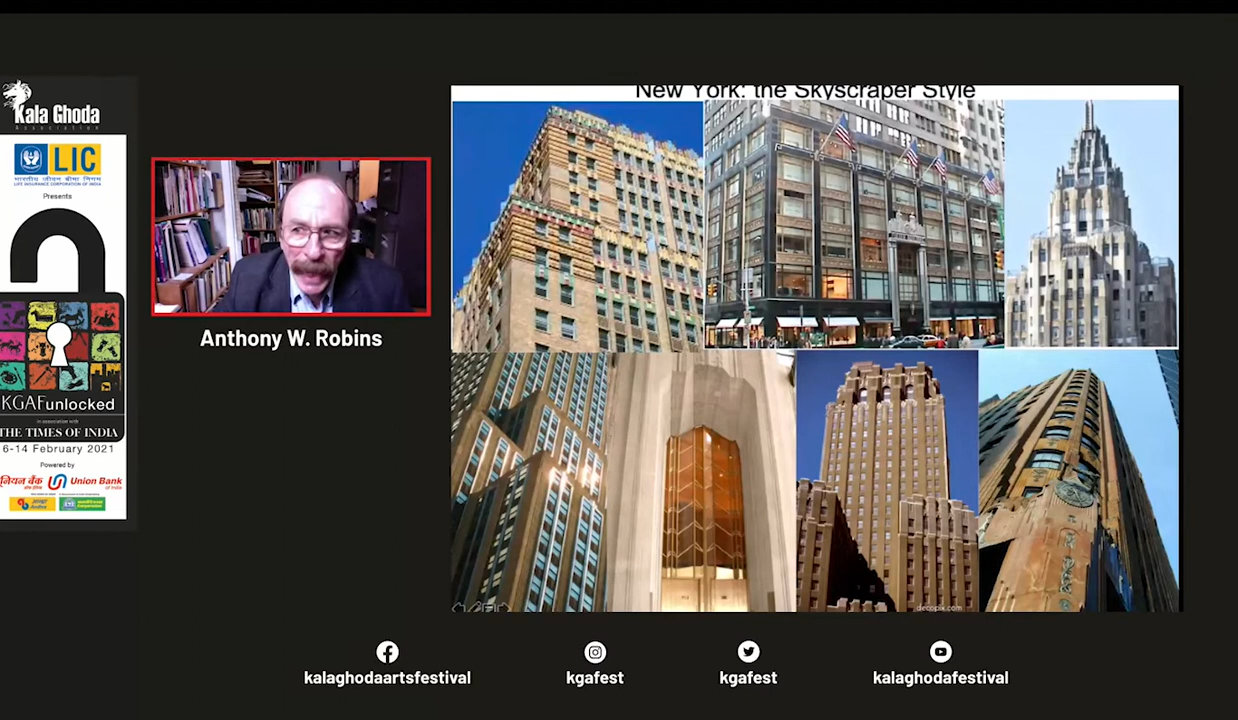 Kala Ghoda
Association
LIC
भारतीय जीवन बीमा निगम
LIFE INSURANCE CORPORATION OF INDIA
Presents
KGAFunlocked
in association with
THE TIMES OF INDIA
6-14 February 2021
Powered by
यूनियन बैंक
Union Bank
of India
Anthony W. Robins
New York: the Skyscraper Style
dircopix.com
kalaghodaartsfestival
kgafest
kgafest
kalaghodafestival